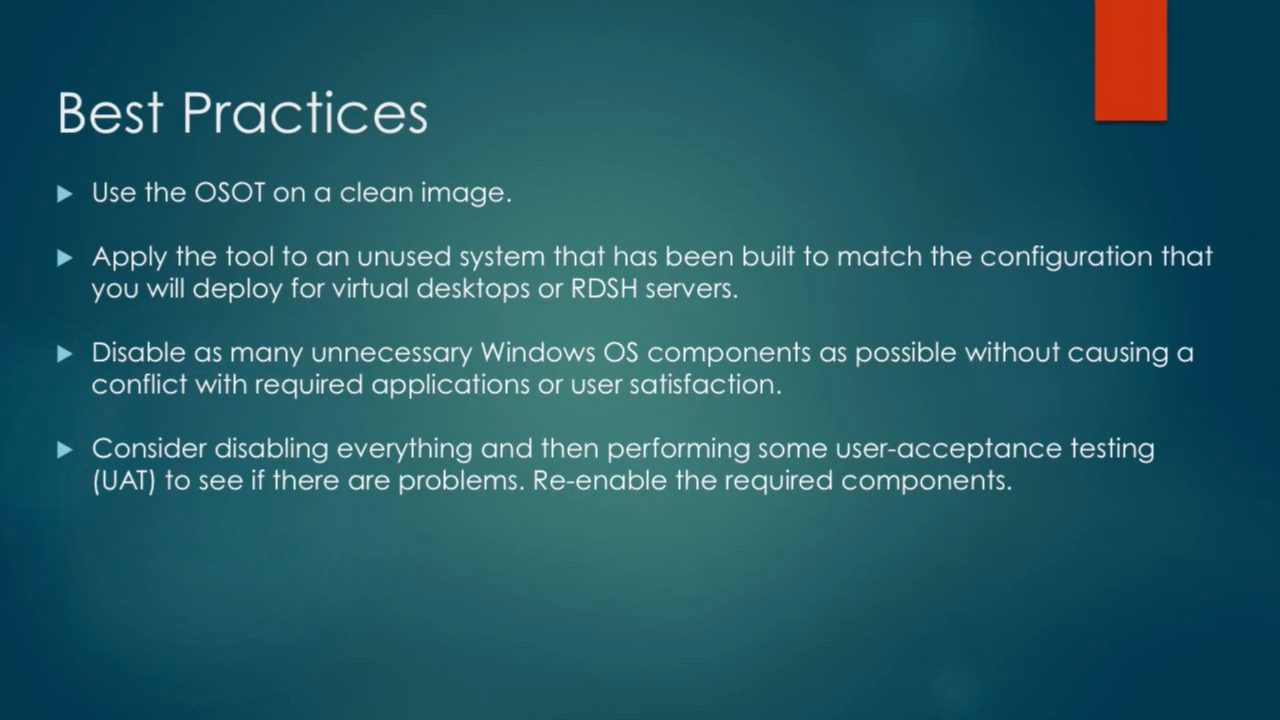 Best Practices
Use the OSOT on a clean image.
Apply the tool to an unused system that has been built to match the configuration that
you will deploy for virtual desktops or RDSH servers.
Disable as many unnecessary Windows OS components as possible without causing a
conflict with required applications or user satisfaction.
Consider disabling everything and then performing some user-acceptance testing
(UAT) to see if there are problems. Re-enable the required components.